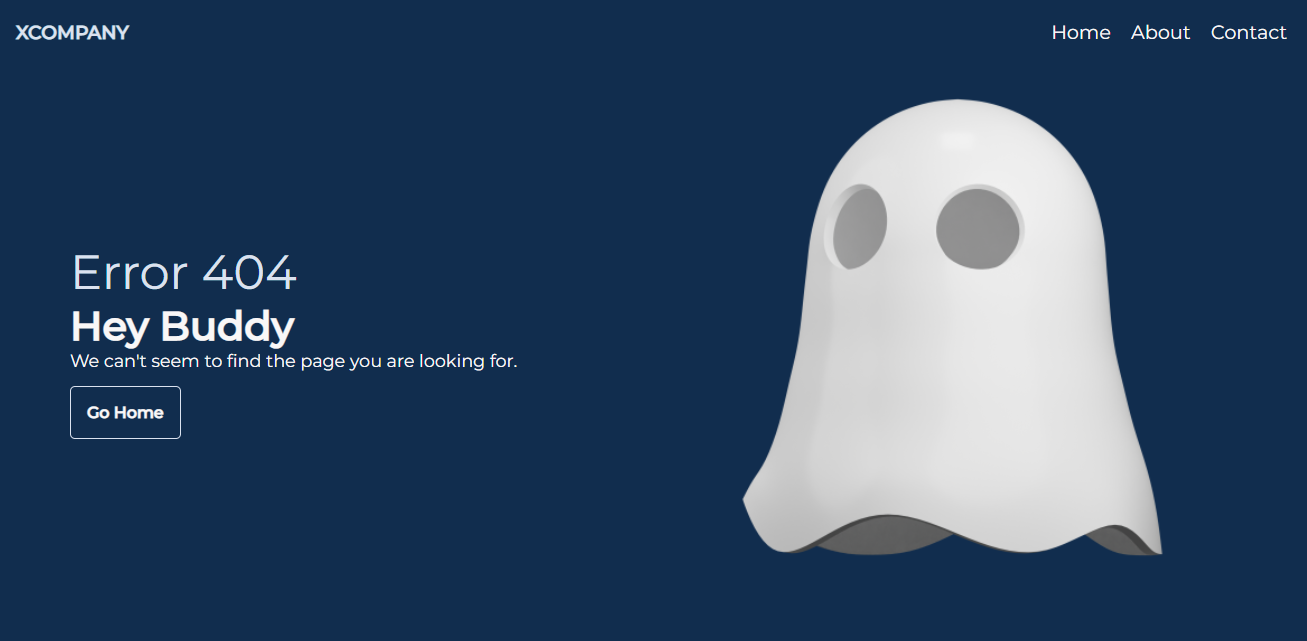 XCOMPANY
Home About Contact
Error 404
Hey Buddy
We can't seem to find the page you are looking for.
Go Home